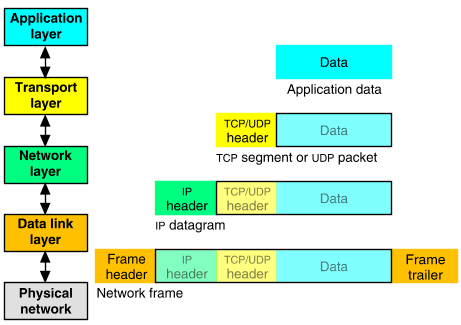 Application
layer
Data
Application data
Transport
layer
TCP/UDP
header
Data
TCP segment or UDP packet
Network
layer
IP
header
TCP/UDP
header
Data
IP datagram
Data link
layer
Frame
header
IP
header
TCP/UDP
header
Data
Frame
trailer
Network frame
Physical
network